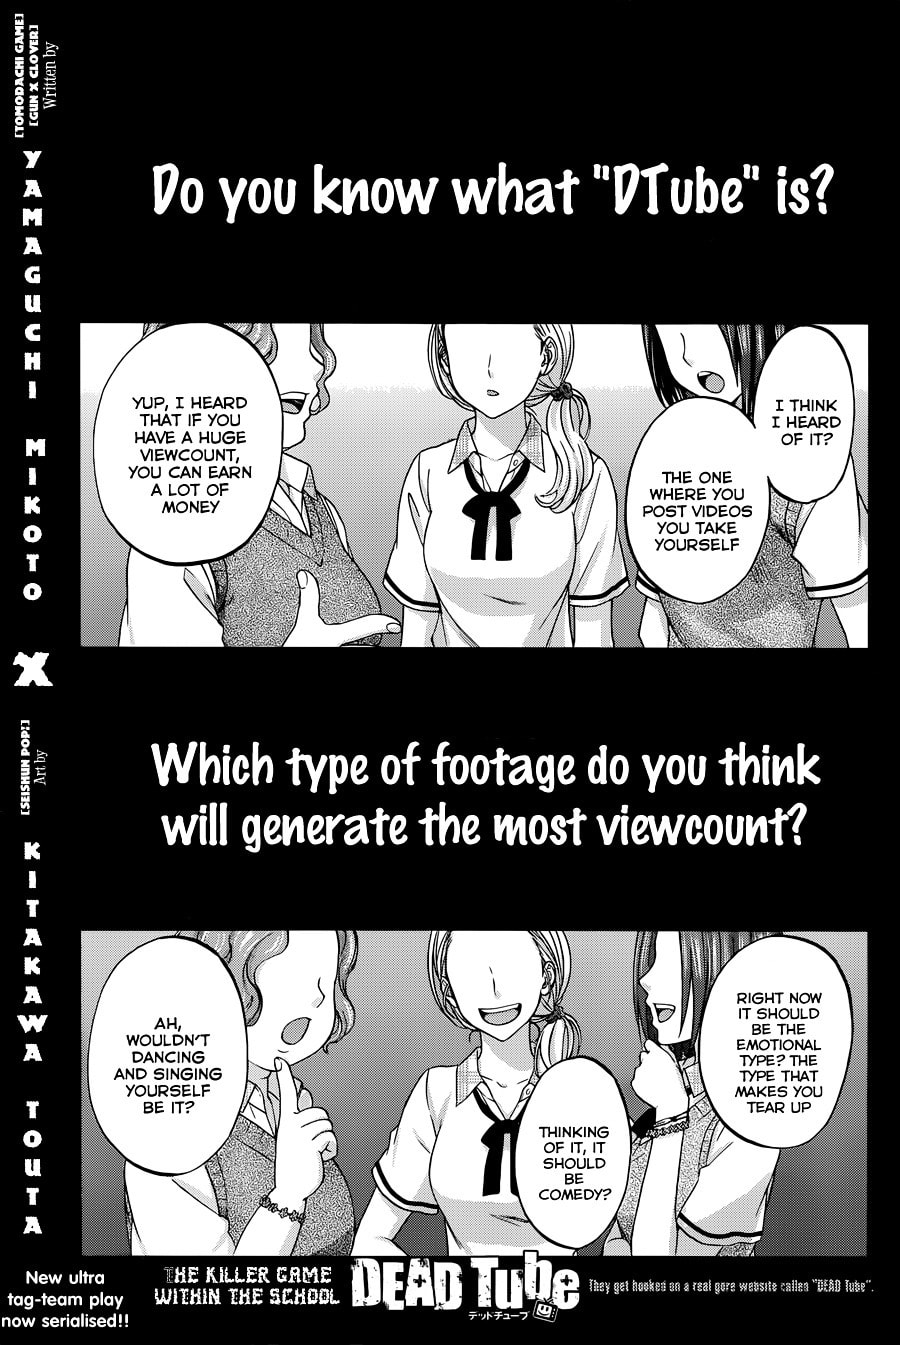 [TOMODACHI GAME]
[GUN X CLOVER]
Written by
YAMAGUCHI MIKOTO
X
[SEISHUN POP!]
Art by
KITAKAWA TOUTA
Do you know what "DTube" is?
I THINK
I HEARD
OF IT?
THE ONE
WHERE YOU
POST VIDEOS
YOU TAKE
YOURSELF
YUP, I HEARD
THAT IF YOU
HAVE A HUGE
VIEWCOUNT,
YOU CAN EARN
A LOT OF
MONEY
Which type of footage do you think
will generate the most viewcount?
RIGHT NOW
IT SHOULD
BE THE
EMOTIONAL
TYPE? THE
TYPE THAT
MAKES YOU
TEAR UP
THINKING
OF IT, IT
SHOULD
BE
COMEDY?
AH,
WOULDN'T
DANCING
AND SINGING
YOURSELF
BE IT?
New ultra
tag-team play
now serialised!!
THE KILLER GAME
WITHIN THE SCHOOL
DEAD Tube
デッドチューブ
They get hooked on a real gore website called "DEAD Tube".